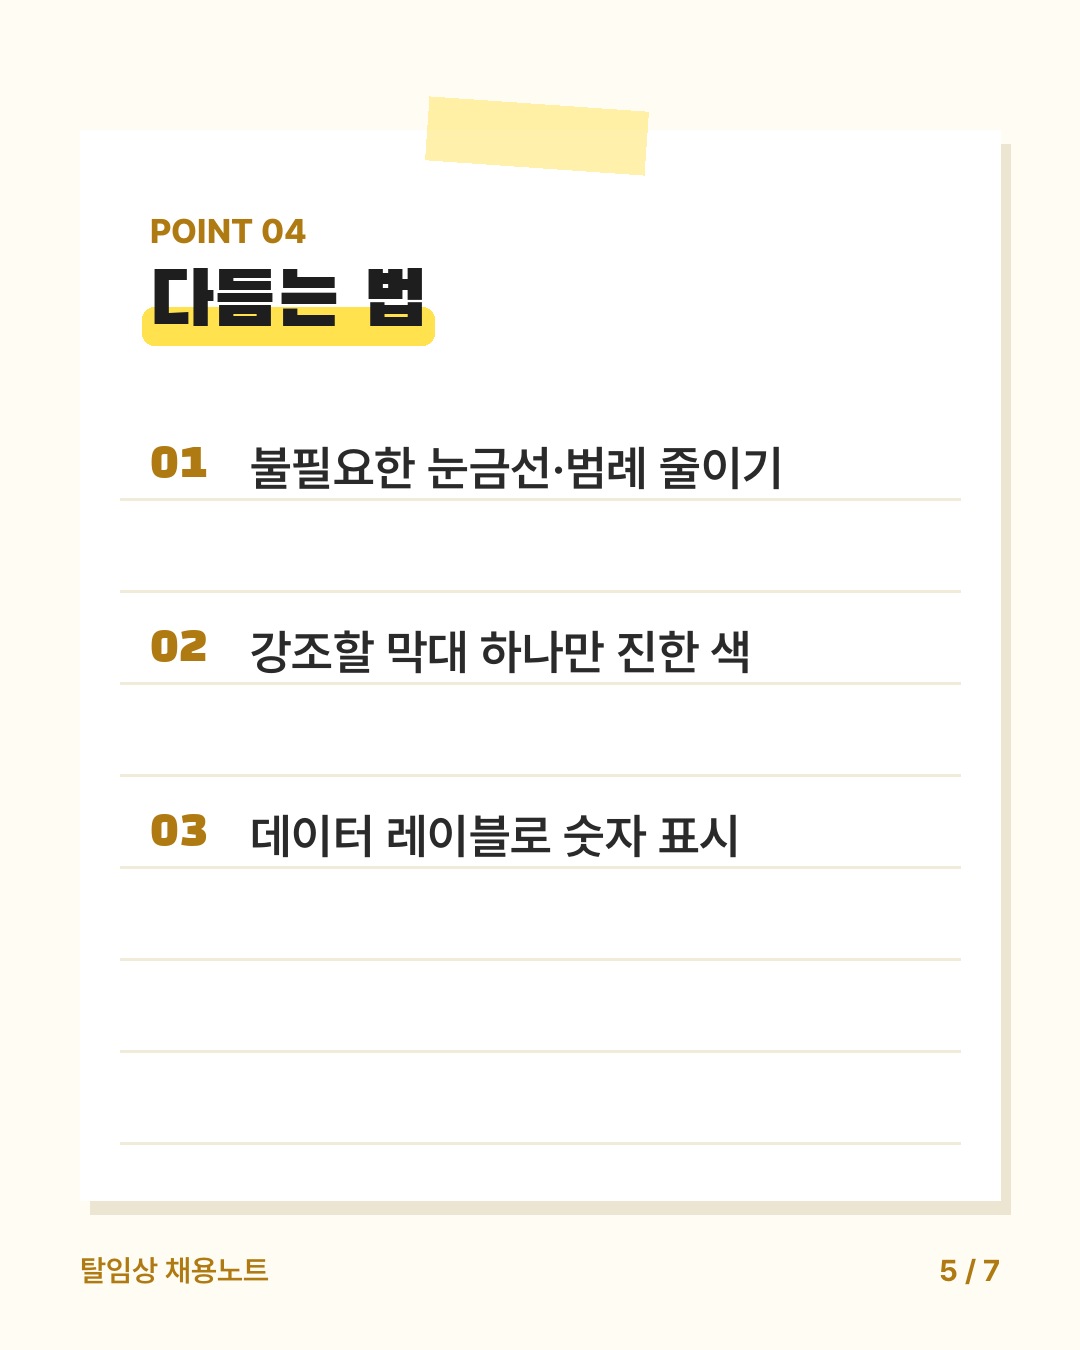 POINT 04
다듬는 법
01 불필요한 눈금선·범례 줄이기
02 강조할 막대 하나만 진한 색
03 데이터 레이블로 숫자 표시
탈임상 채용노트
5 / 7